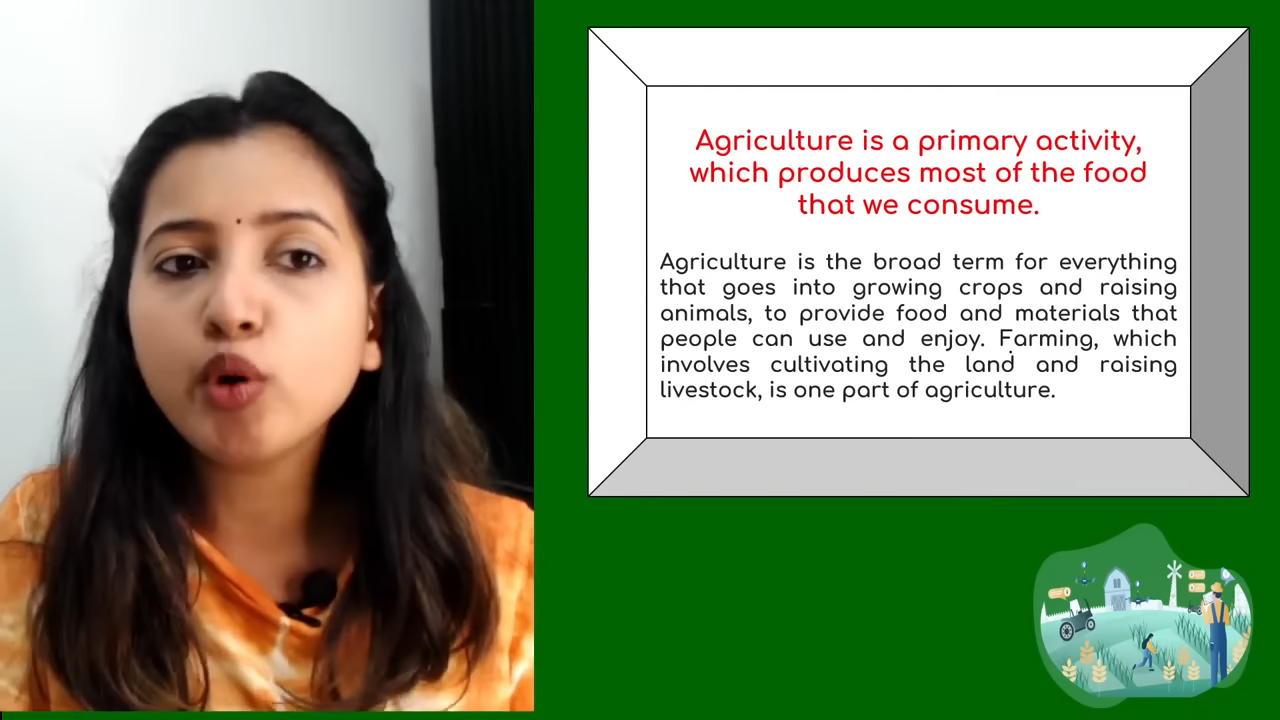 Agriculture is a primary activity,
which produces most of the food
that we consume.
Agriculture is the broad term for everything
that goes into growing crops and raising
animals, to provide food and materials that
people can use and enjoy. Farming, which
involves cultivating the land and raising
livestock, is one part of agriculture.